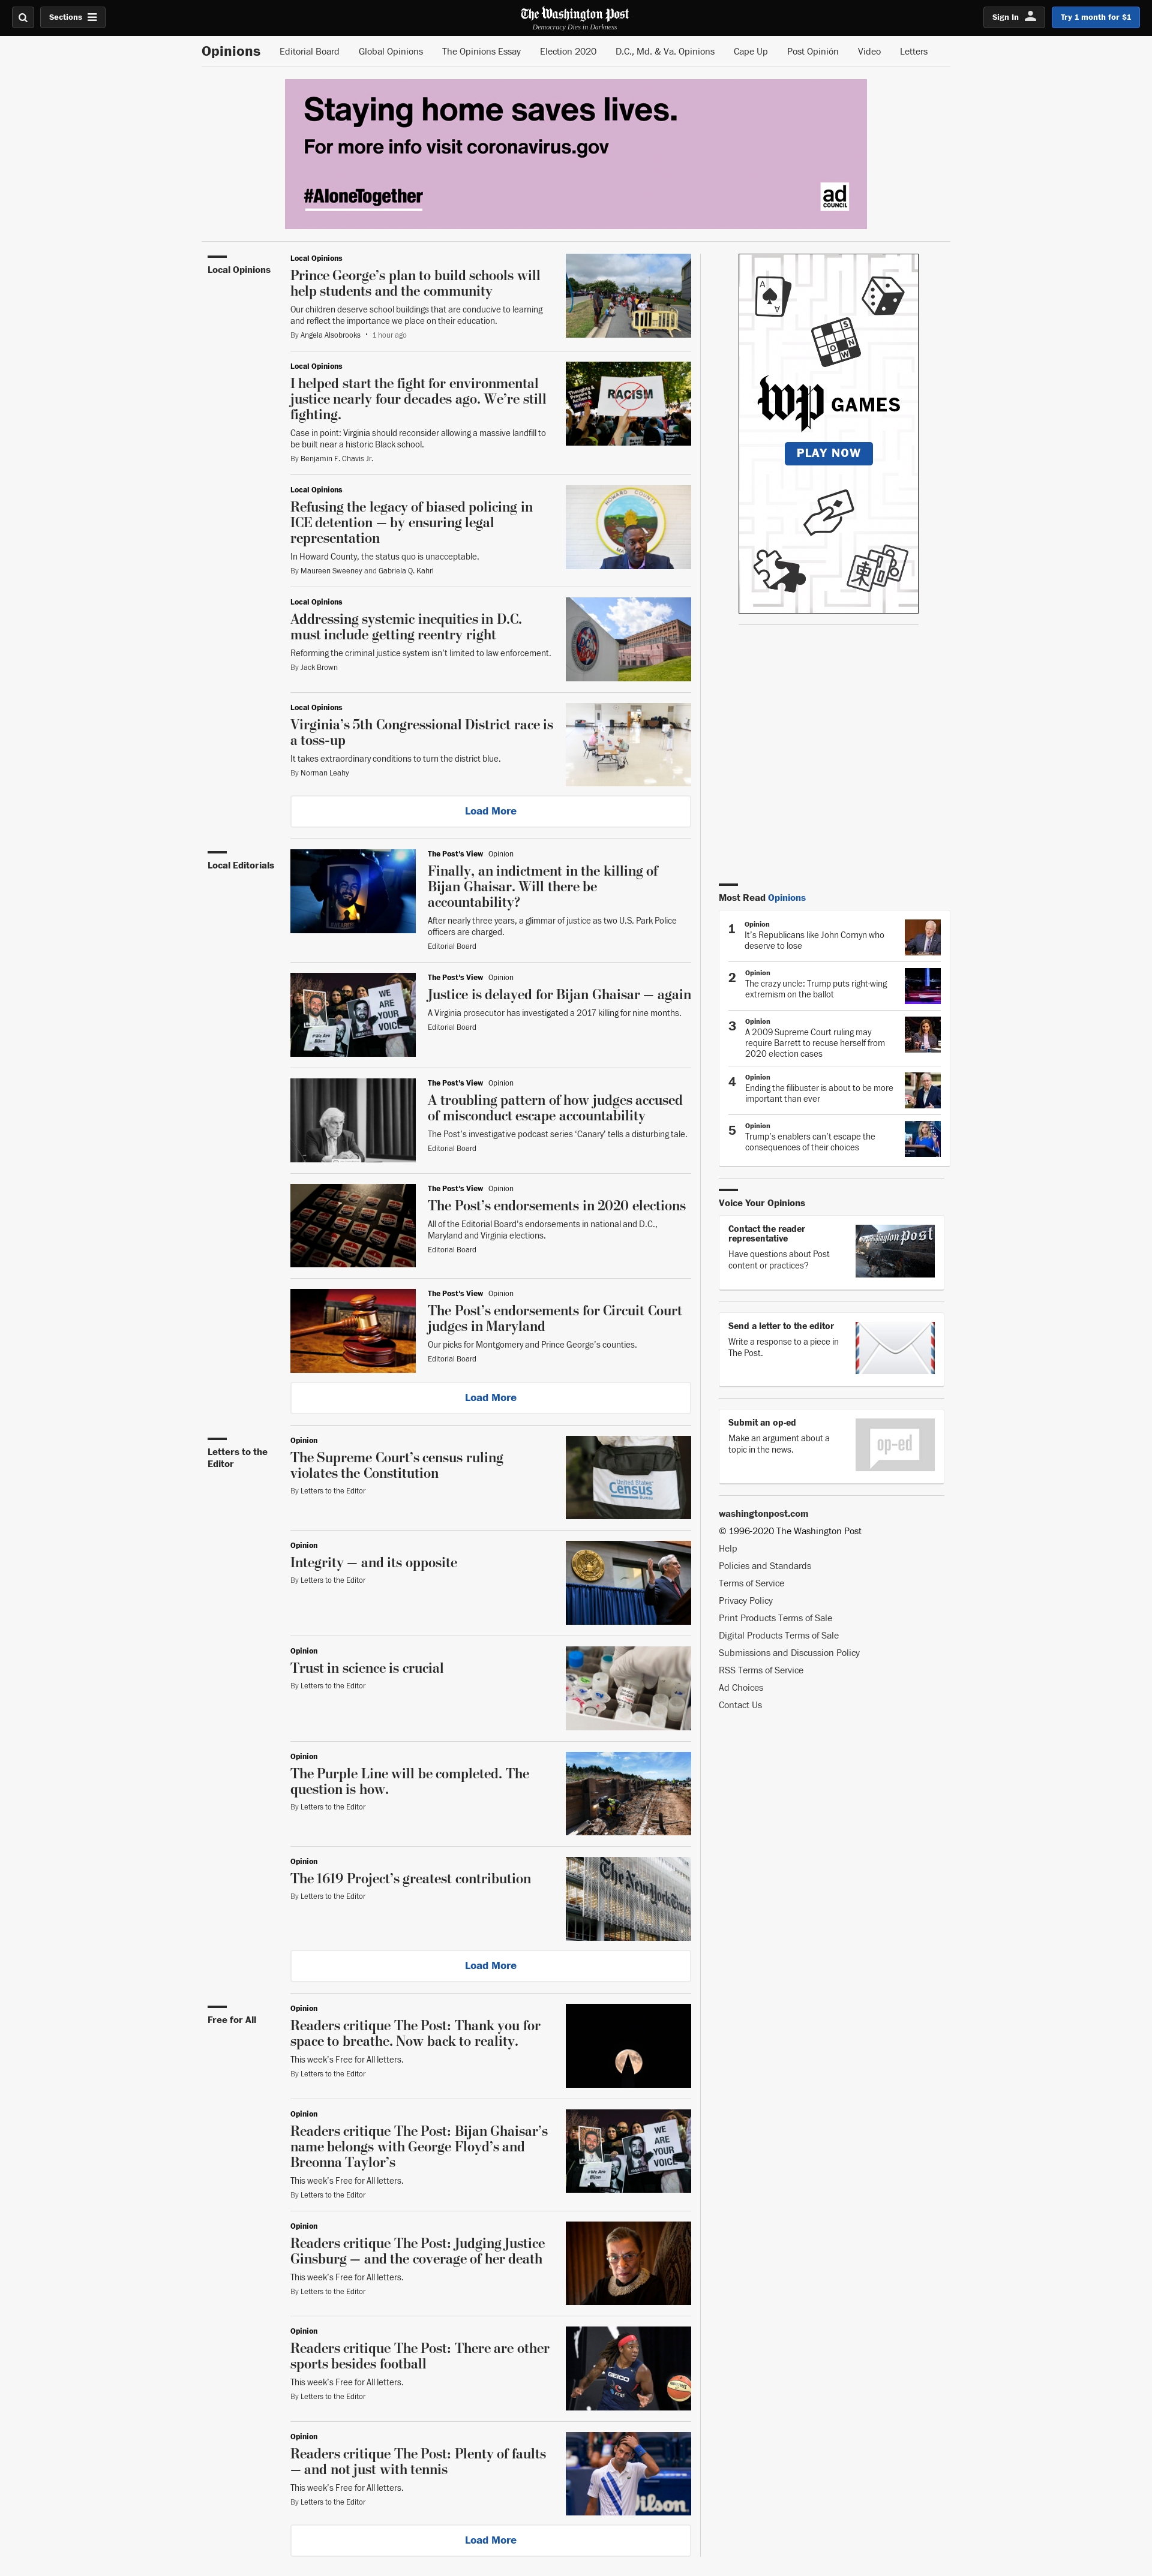 Sections
The Washington Post
Democracy Dies in Darkness
Sign In
Try 1 month for $1
Opinions
Editorial Board
Global Opinions
The Opinions Essay
Election 2020
D.C., Md. & Va. Opinions
Cape Up
Post Opinión
Video
Letters
Staying home saves lives.
For more info visit coronavirus.gov
#AloneTogether
ad
COUNCIL
Local Opinions
Local Opinions
Prince George's plan to build schools will
help students and the community
Our children deserve school buildings that are conducive to learning
and reflect the importance we place on their education.
By Angela Alsobrooks • 1 hour ago
Local Opinions
I helped start the fight for environmental
justice nearly four decades ago. We're still
fighting.
Case in point: Virginia should reconsider allowing a massive landfill to
be built near a historic Black school.
By Benjamin F. Chavis Jr.
RACISM
Local Opinions
Refusing the legacy of biased policing in
ICE detention — by ensuring legal
representation
In Howard County, the status quo is unacceptable.
By Maureen Sweeney and Gabriela Q. Kahrl
Local Opinions
Addressing systemic inequities in D.C.
must include getting reentry right
Reforming the criminal justice system isn't limited to law enforcement.
By Jack Brown
Local Opinions
Virginia's 5th Congressional District race is
a toss-up
It takes extraordinary conditions to turn the district blue.
By Norman Leahy
Load More
Local Editorials
The Post's View Opinion
Finally, an indictment in the killing of
Bijan Ghaisar. Will there be
accountability?
After nearly three years, a glimmar of justice as two U.S. Park Police
officers are charged.
Editorial Board
The Post's View Opinion
Justice is delayed for Bijan Ghaisar — again
A Virginia prosecutor has investigated a 2017 killing for nine months.
Editorial Board
WE
ARE
YOUR
VOICE
The Post's View Opinion
A troubling pattern of how judges accused
of misconduct escape accountability
The Post's investigative podcast series 'Canary' tells a disturbing tale.
Editorial Board
The Post's View Opinion
The Post's endorsements in 2020 elections
All of the Editorial Board's endorsements in national and D.C.,
Maryland and Virginia elections.
Editorial Board
The Post's View Opinion
The Post's endorsements for Circuit Court
judges in Maryland
Our picks for Montgomery and Prince George's counties.
Editorial Board
Load More
Letters to the
Editor
Opinion
The Supreme Court's census ruling
violates the Constitution
By Letters to the Editor
United States
Census
Bureau
Opinion
Integrity — and its opposite
By Letters to the Editor
Opinion
Trust in science is crucial
By Letters to the Editor
Opinion
The Purple Line will be completed. The
question is how.
By Letters to the Editor
Opinion
The 1619 Project's greatest contribution
By Letters to the Editor
The New York Times
Load More
Free for All
Opinion
Readers critique The Post: Thank you for
space to breathe. Now back to reality.
This week's Free for All letters.
By Letters to the Editor
Opinion
Readers critique The Post: Bijan Ghaisar's
name belongs with George Floyd's and
Breonna Taylor's
This week's Free for All letters.
By Letters to the Editor
WE
ARE
YOUR
VOICE
Opinion
Readers critique The Post: Judging Justice
Ginsburg — and the coverage of her death
This week's Free for All letters.
By Letters to the Editor
Opinion
Readers critique The Post: There are other
sports besides football
This week's Free for All letters.
By Letters to the Editor
GEICO
Opinion
Readers critique The Post: Plenty of faults
— and not just with tennis
This week's Free for All letters.
By Letters to the Editor
Wilson
Load More
A
S
N O W
wp GAMES
PLAY NOW
Most Read Opinions
1
Opinion
It's Republicans like John Cornyn who
deserve to lose
2
Opinion
The crazy uncle: Trump puts right-wing
extremism on the ballot
3
Opinion
A 2009 Supreme Court ruling may
require Barrett to recuse herself from
2020 election cases
4
Opinion
Ending the filibuster is about to be more
important than ever
5
Opinion
Trump's enablers can't escape the
consequences of their choices
Voice Your Opinions
Contact the reader
representative
Have questions about Post
content or practices?
Send a letter to the editor
Write a response to a piece in
The Post.
Submit an op-ed
Make an argument about a
topic in the news.
op-ed
washingtonpost.com
© 1996-2020 The Washington Post
Help
Policies and Standards
Terms of Service
Privacy Policy
Print Products Terms of Sale
Digital Products Terms of Sale
Submissions and Discussion Policy
RSS Terms of Service
Ad Choices
Contact Us